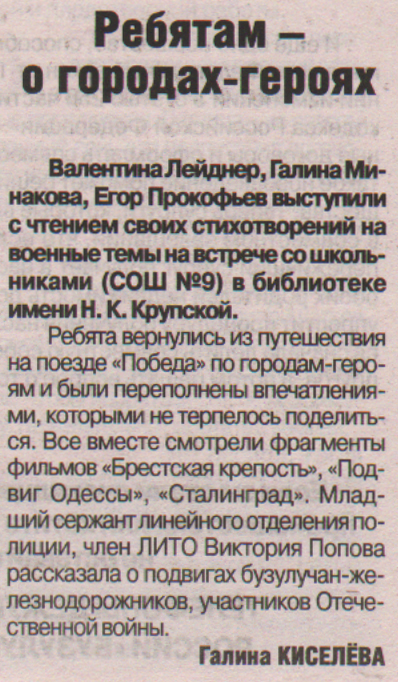 Ребятам –
о городах-героях
Валентина Лейднер, Галина Ми-
накова, Егор Прокофьев выступили
с чтением своих стихотворений на
военные темы на встрече со школь-
никами (СОШ №9) в библиотеке
имени Н. К. Крупской.
Ребята вернулись из путешествия
на поезде «Победа» по городам-геро-
ям и были переполнены впечатления-
ми, которыми не терпелось поделить-
ся. Все вместе смотрели фрагменты
фильмов «Брестская крепость», «Под-
виг Одессы», «Сталинград». Млад-
ший сержант линейного отделения по-
лиции, член ЛИТО Виктория Попова
рассказала о подвигах бузулучан-же-
лезнодорожников, участников Отече-
ственной войны.
Галина КИСЕЛЁВА